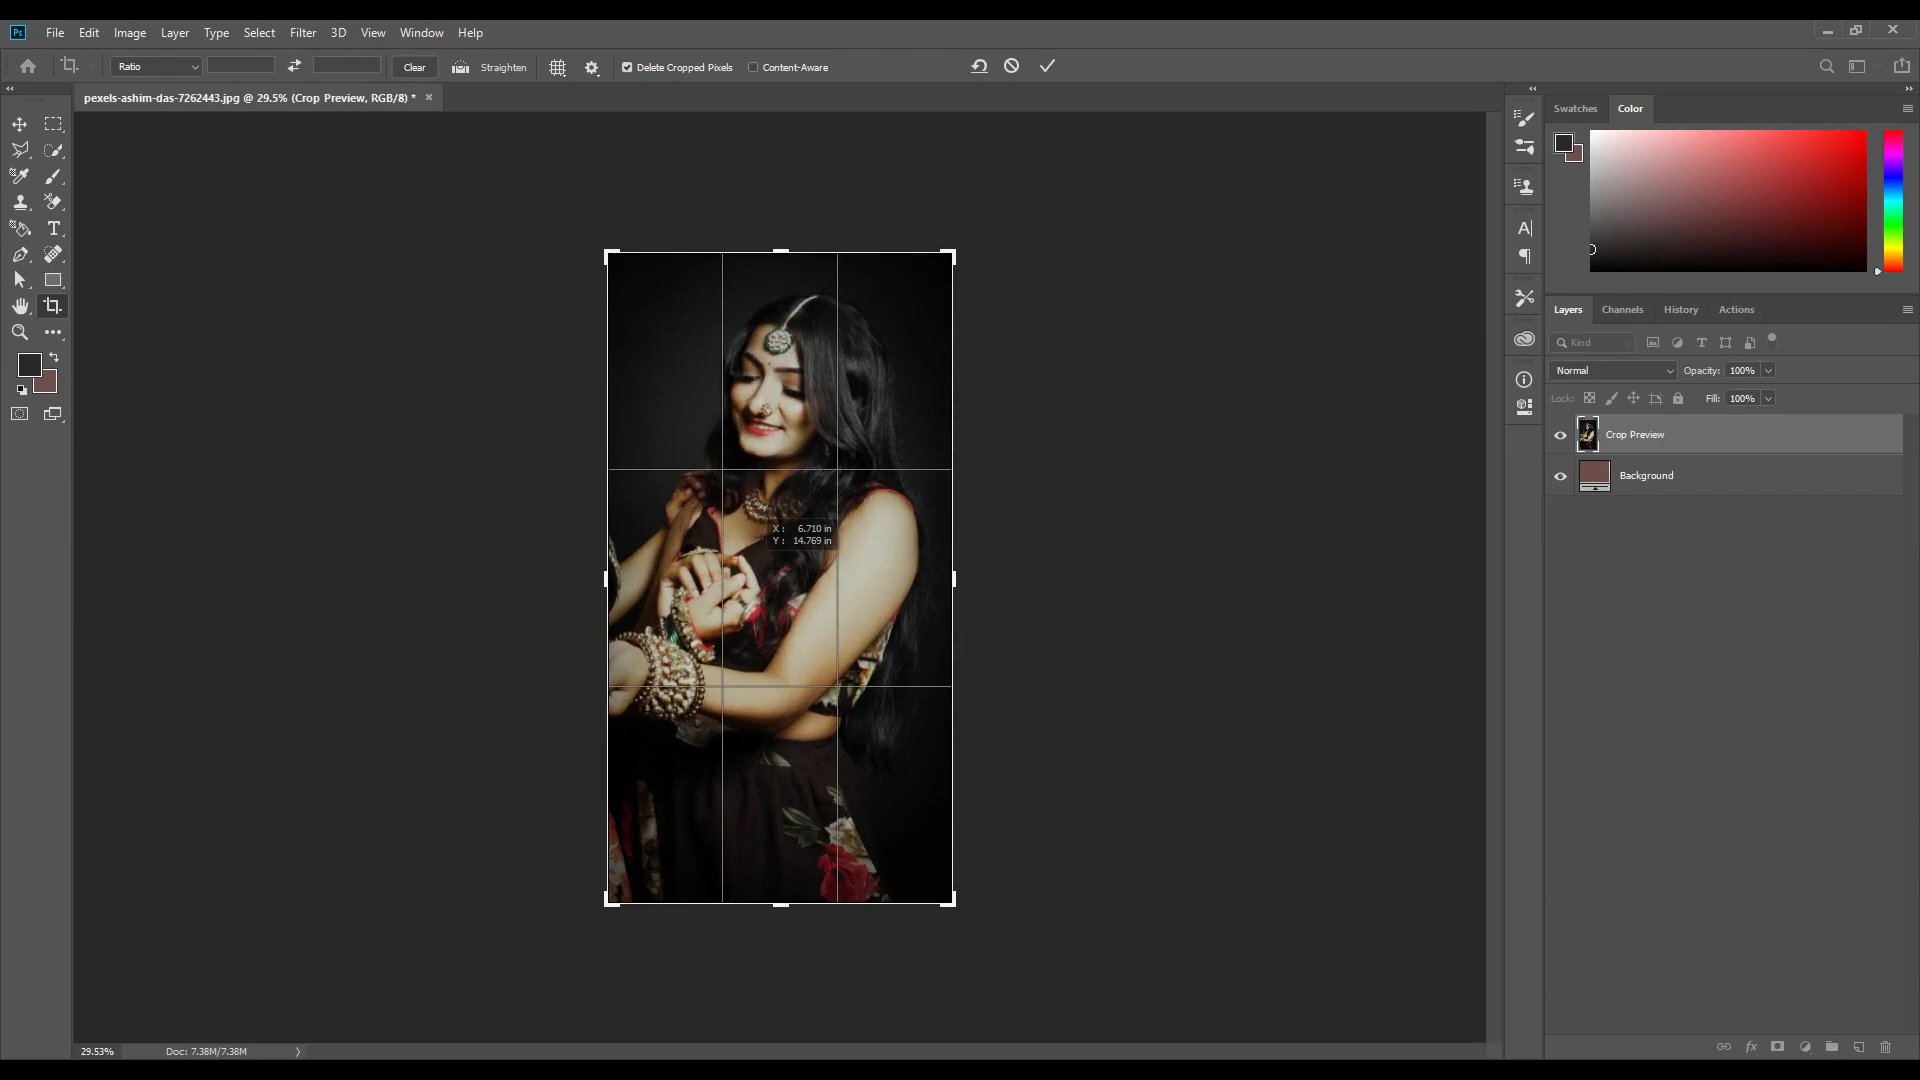 Ps File Edit Image Layer Type Select Filter 3D View Window Help
Ratio Clear Straighten Delete Cropped Pixels Content-Aware
pexels-ashim-das-7262443.jpg @ 29.5% (Crop Preview, RGB/8) *
Swatches Color
Layers Channels History Actions
Kind
Normal Opacity: 100%
Lock: Fill: 100%
Crop Preview
Background
X : 6.710 in
Y : 14.769 in
29.53% Doc: 7.38M/7.38M